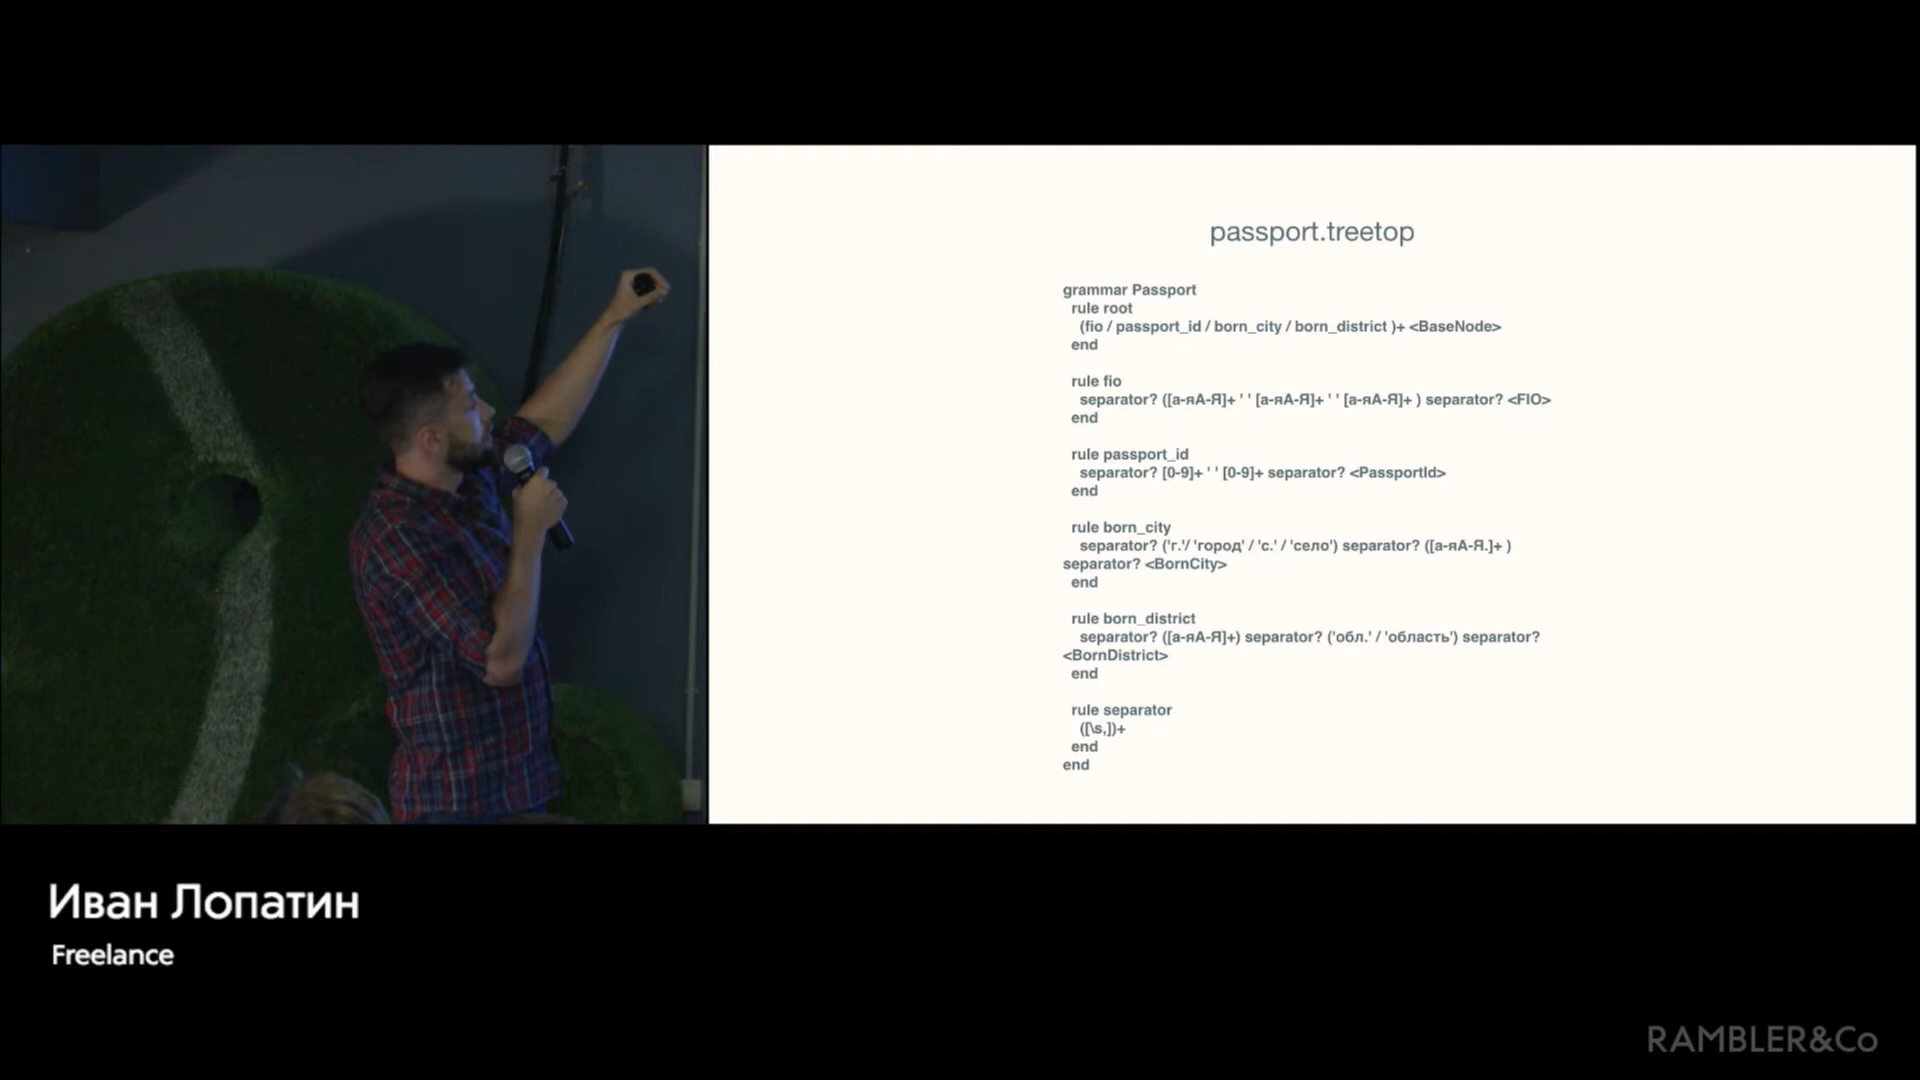 passport.treetop
grammar Passport
rule root
(fio / passport_id / born_city / born_district )+ <BaseNode>
end
rule fio
separator? ([а-яА-Я]+ ' ' [а-яА-Я]+ ' ' [а-яА-Я]+ ) separator? <FIO>
end
rule passport_id
separator? [0-9]+ ' ' [0-9]+ separator? <PassportId>
end
rule born_city
separator? ('г.'/ 'город' / 'с.' / 'село') separator? ([а-яА-Я.]+ )
separator? <BornCity>
end
rule born_district
separator? ([а-яА-Я]+) separator? ('обл.' / 'область') separator?
<BornDistrict>
end
rule separator
([\s,])+
end
end
Иван Лопатин
Freelance
RAMBLER&Co